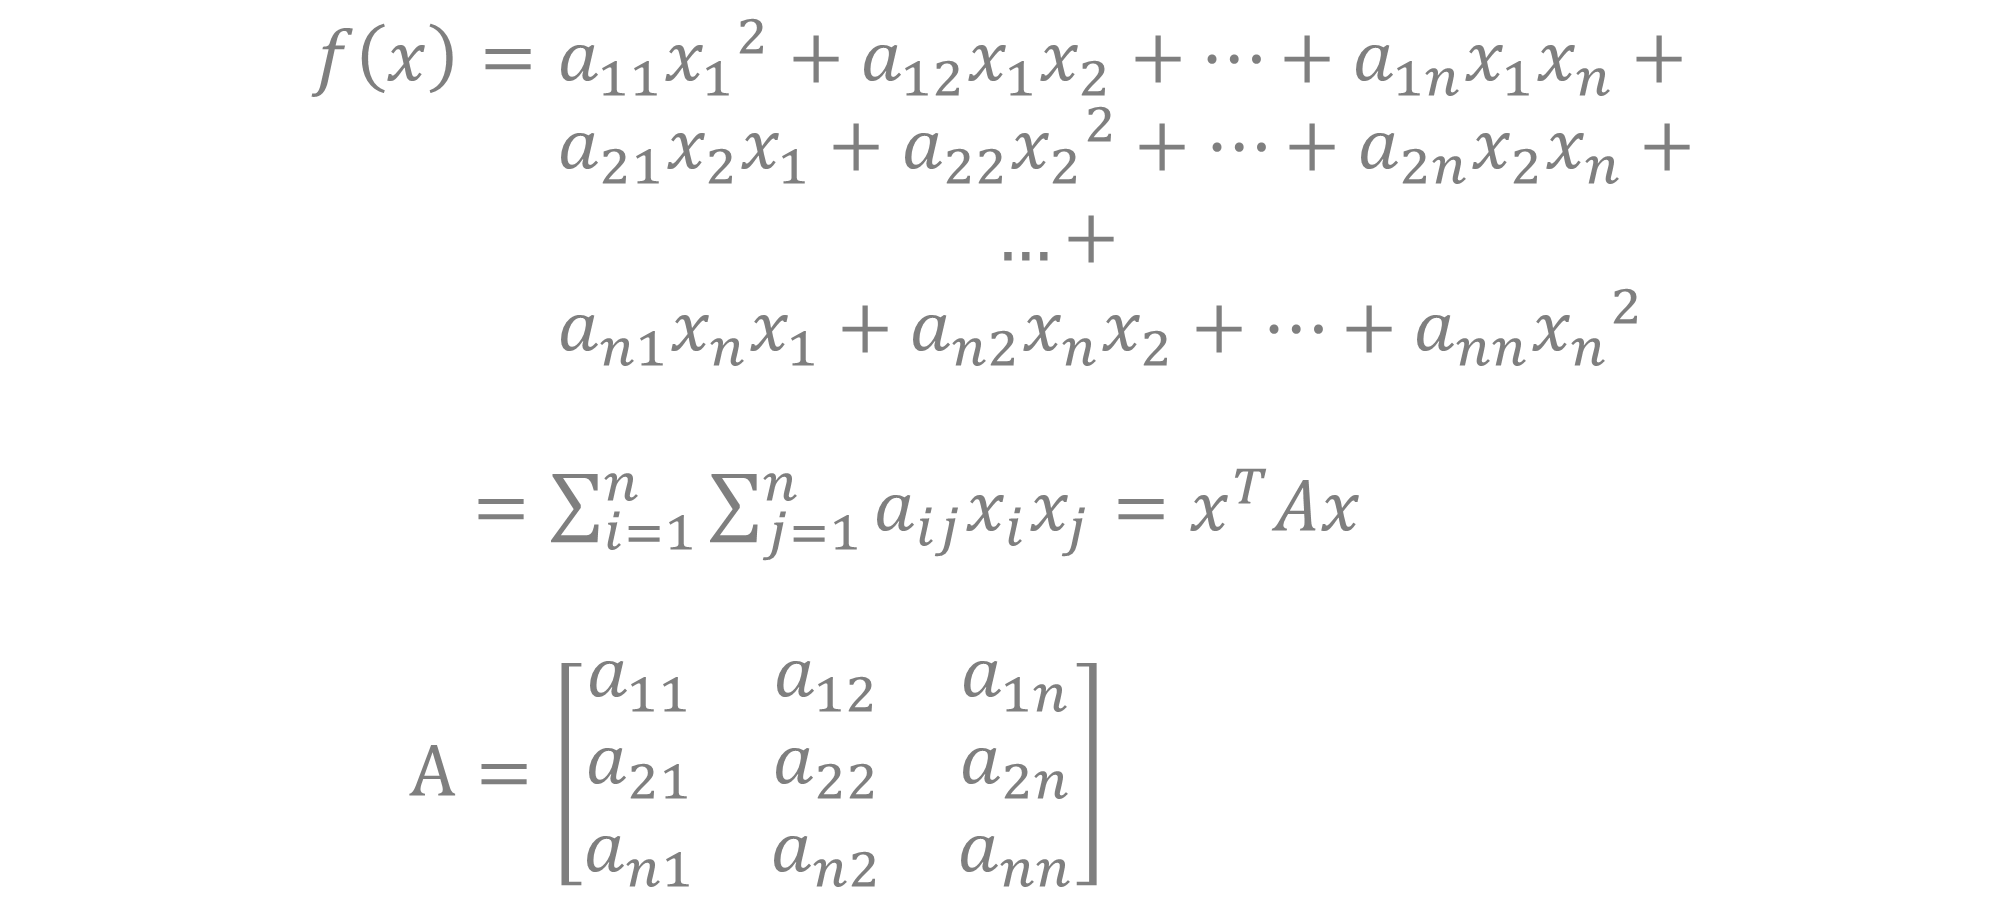 f(x) = a₁₁x₁² + a₁₂x₁x₂ + ⋯ + a₁ₙx₁xₙ +
a₂₁x₂x₁ + a₂₂x₂² + ⋯ + a₂ₙx₂xₙ +
… +
aₙ₁xₙx₁ + aₙ₂xₙx₂ + ⋯ + aₙₙxₙ²
= ∑ⁿᵢ₌₁ ∑ⁿⱼ₌₁ aᵢⱼxᵢxⱼ = xᵀAx
a₁₁ a₁₂ a₁ₙ
A = [a₂₁ a₂₂ a₂ₙ]
aₙ₁ aₙ₂ aₙₙ